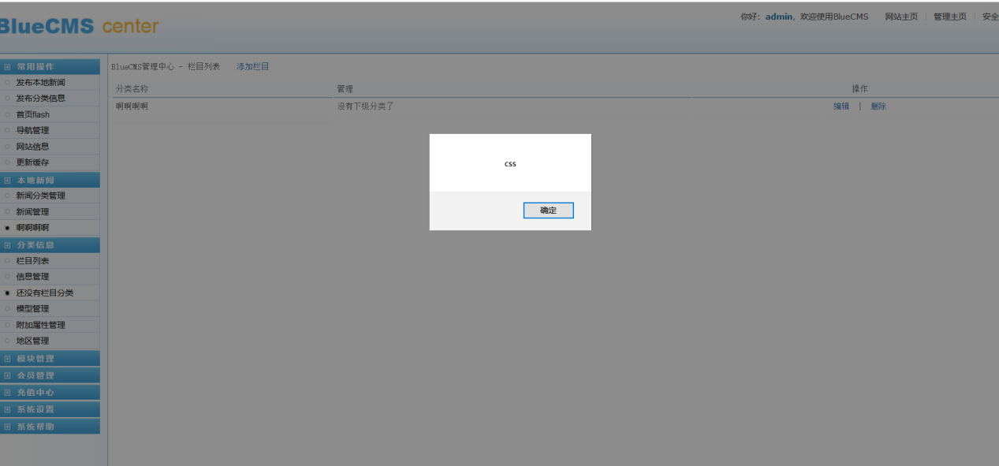 BlueCMS center
你好：admin，欢迎使用BlueCMS 网站主页 管理主页 安全
常用操作
发布本地新闻
发布分类信息
首页flash
导航管理
网站信息
更新缓存
本地新闻
新闻分类管理
新闻管理
啊啊啊啊
分类信息
栏目列表
信息管理
还没有栏目分类
模型管理
附加属性管理
地区管理
模块管理
会员管理
充值中心
系统设置
系统帮助
BlueCMS管理中心 - 栏目列表 添加栏目
分类名称 管理 操作
啊啊啊啊 没有下级分类了 编辑 | 删除
css
确定